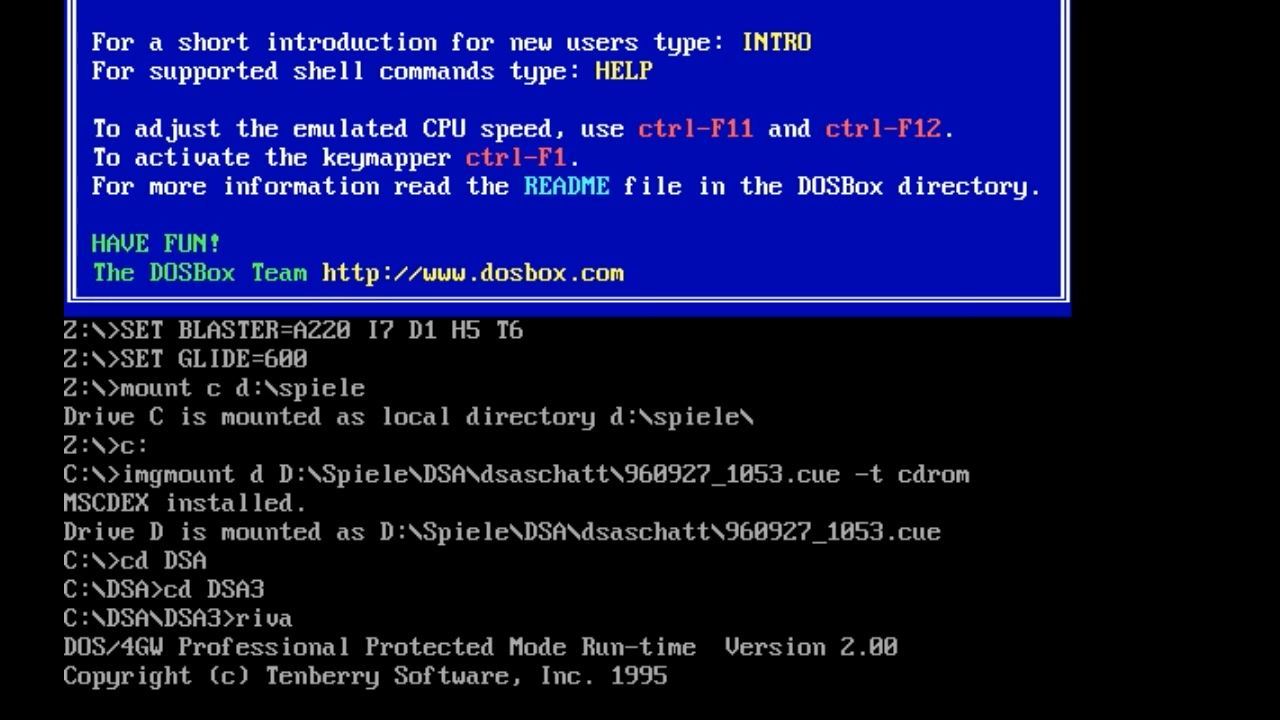 For a short introduction for new users type: INTRO
For supported shell commands type: HELP
To adjust the emulated CPU speed, use ctrl-F11 and ctrl-F12.
To activate the keymapper ctrl-F1.
For more information read the README file in the DOSBox directory.
HAVE FUN!
The DOSBox Team http://www.dosbox.com
Z:\>SET BLASTER=A220 I7 D1 H5 T6
Z:\>SET GLIDE=600
Z:\>mount c d:\spiele
Drive C is mounted as local directory d:\spiele\
Z:\>c:
C:\>imgmount d D:\Spiele\DSA\dsaschatt\960927_1053.cue -t cdrom
MSCDEX installed.
Drive D is mounted as D:\Spiele\DSA\dsaschatt\960927_1053.cue
C:\>cd DSA
C:\DSA>cd DSA3
C:\DSA\DSA3>riva
DOS/4GW Professional Protected Mode Run-time  Version 2.00
Copyright (c) Tenberry Software, Inc. 1995